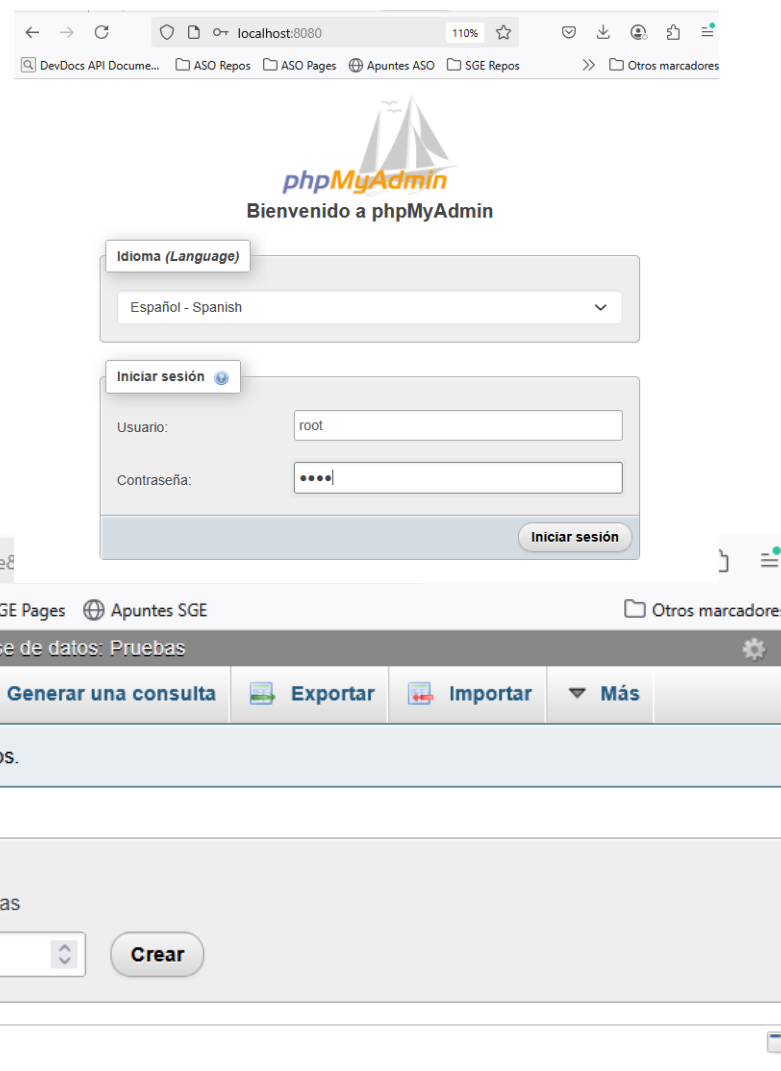 localhost:8080
110%
DevDocs API Docume...
ASO Repos
ASO Pages
Apuntes ASO
SGE Repos
Otros marcadores
phpMyAdmin
Bienvenido a phpMyAdmin
Idioma (Language)
Español - Spanish
Iniciar sesión
Usuario:
root
Contraseña:
••••
Iniciar sesión
GE Pages
Apuntes SGE
Otros marcadore
se de datos: Pruebas
Generar una consulta
Exportar
Importar
Más
os.
as
Crear